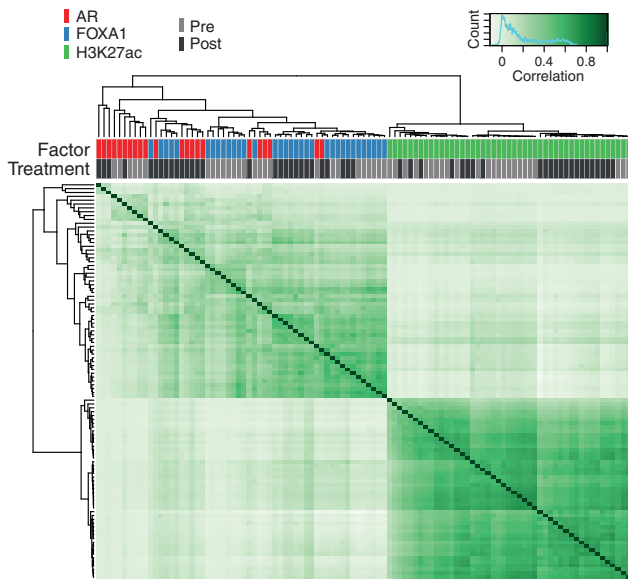 AR
FOXA1
H3K27ac
Pre
Post
Count
0 0.4 0.8
Correlation
Factor
Treatment